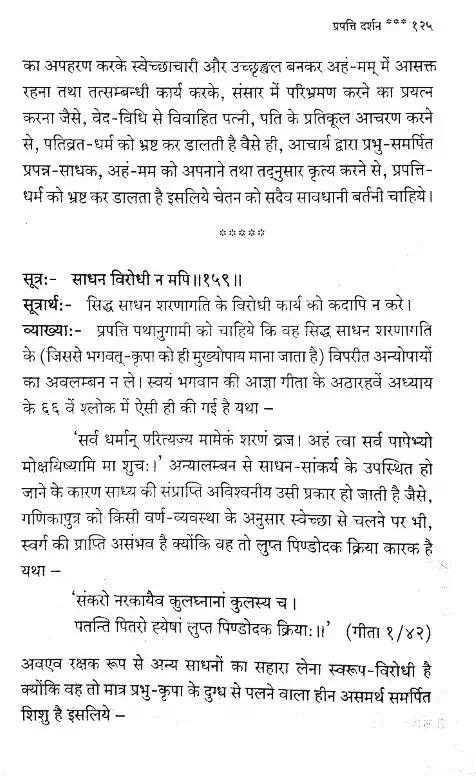 प्रपत्ति दर्शन *** १२५
का अपहरण करके स्वेच्छाचारी और उच्छृङ्खल बनकर अहं-मम् में आसक्त
रहना तथा तत्सम्बन्धी कार्य करके, संसार में परिभ्रमण करने का प्रयत्न
करना जैसे, वेद-विधि से विवाहित पत्नी, पति के प्रतिकूल आचरण करने
से, पतिव्रत-धर्म को भ्रष्ट कर डालती है वैसे ही, आचार्य द्वारा प्रभु-समर्पित
प्रपन्न-साधक, अहं-मम को अपनाने तथा तद्नुसार कृत्य करने से, प्रपत्ति-
धर्म को भ्रष्ट कर डालता है इसलिये चेतन को सदैव सावधानी बर्तनी चाहिये।
*****
सूत्र:- साधन विरोधी न मपि॥१५९॥
सूत्रार्थ:- सिद्ध साधन शरणागति के विरोधी कार्य को कदापि न करे।
व्याख्या:- प्रपत्ति पथानुगामी को चाहिये कि वह सिद्ध साधन शरणागति
के (जिससे भगवत्-कृपा को ही मुख्योपाय माना जाता है) विपरीत अन्योपायों
का अवलम्बन न ले। स्वयं भगवान की आज्ञा गीता के अठारहवें अध्याय
के ६६ वें श्लोक में ऐसी ही की गई है यथा –
'सर्व धर्मान् परित्यज्य मामेकं शरणं व्रज। अहं त्वा सर्व पापेभ्यो
मोक्षयिष्यामि मा शुचः।' अन्यालम्बन से साधन-सांकर्य के उपस्थित हो
जाने के कारण साध्य की संप्राप्ति अविश्वनीय उसी प्रकार हो जाती है जैसे,
गणिकापुत्र को किसी वर्ण-व्यवस्था के अनुसार स्वेच्छा से चलने पर भी,
स्वर्ग की प्राप्ति असंभव है क्योंकि वह तो लुप्त पिण्डोदक क्रिया कारक है
यथा –
'संकरो नरकायैव कुलघ्नानां कुलस्य च।
पतन्ति पितरो ह्येषां लुप्त पिण्डोदक क्रियाः॥' (गीता १/४२)
अवएव रक्षक रूप से अन्य साधनों का सहारा लेना स्वरूप-विरोधी है
क्योंकि वह तो मात्र प्रभु-कृपा के दुग्ध से पलने वाला हीन असमर्थ समर्पित
शिशु है इसलिये –